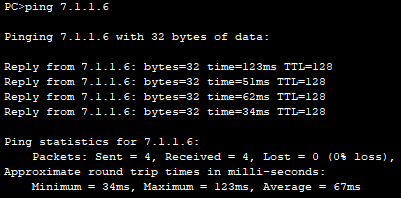 PC>ping 7.1.1.6
Pinging 7.1.1.6 with 32 bytes of data:
Reply from 7.1.1.6: bytes=32 time=123ms TTL=128
Reply from 7.1.1.6: bytes=32 time=51ms TTL=128
Reply from 7.1.1.6: bytes=32 time=62ms TTL=128
Reply from 7.1.1.6: bytes=32 time=34ms TTL=128
Ping statistics for 7.1.1.6:
    Packets: Sent = 4, Received = 4, Lost = 0 (0% loss),
Approximate round trip times in milli-seconds:
    Minimum = 34ms, Maximum = 123ms, Average = 67ms